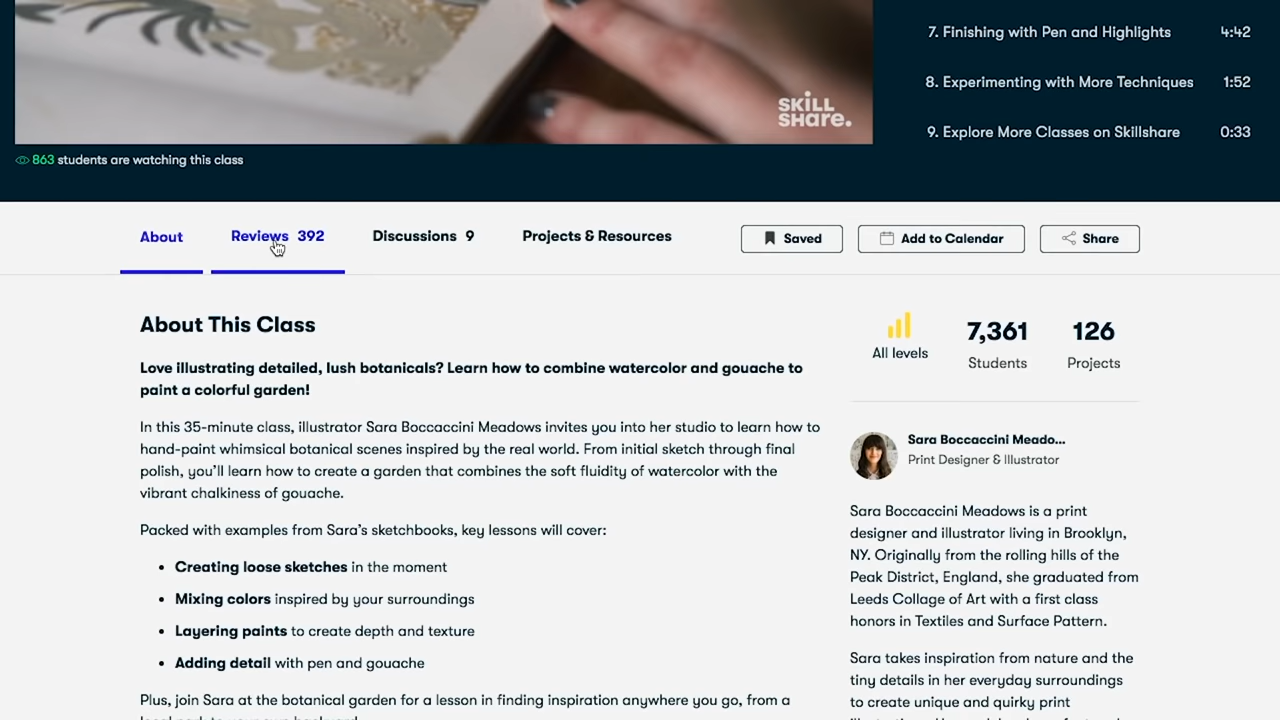 7. Finishing with Pen and Highlights 4:42
8. Experimenting with More Techniques 1:52
9. Explore More Classes on Skillshare 0:33
SKILL
SHARE.
863 students are watching this class
About Reviews 392 Discussions 9 Projects & Resources Saved Add to Calendar Share
About This Class
Love illustrating detailed, lush botanicals? Learn how to combine watercolor and gouache to
paint a colorful garden!
In this 35-minute class, illustrator Sara Boccaccini Meadows invites you into her studio to learn how to
hand-paint whimsical botanical scenes inspired by the real world. From initial sketch through final
polish, you'll learn how to create a garden that combines the soft fluidity of watercolor with the
vibrant chalkiness of gouache.
Packed with examples from Sara's sketchbooks, key lessons will cover:
• Creating loose sketches in the moment
• Mixing colors inspired by your surroundings
• Layering paints to create depth and texture
• Adding detail with pen and gouache
Plus, join Sara at the botanical garden for a lesson in finding inspiration anywhere you go, from a
7,361 126
All levels Students Projects
Sara Boccaccini Meado...
Print Designer & Illustrator
Sara Boccaccini Meadows is a print
designer and illustrator living in Brooklyn,
NY. Originally from the rolling hills of the
Peak District, England, she graduated from
Leeds Collage of Art with a first class
honors in Textiles and Surface Pattern.
Sara takes inspiration from nature and the
tiny details in her everyday surroundings
to create unique and quirky print